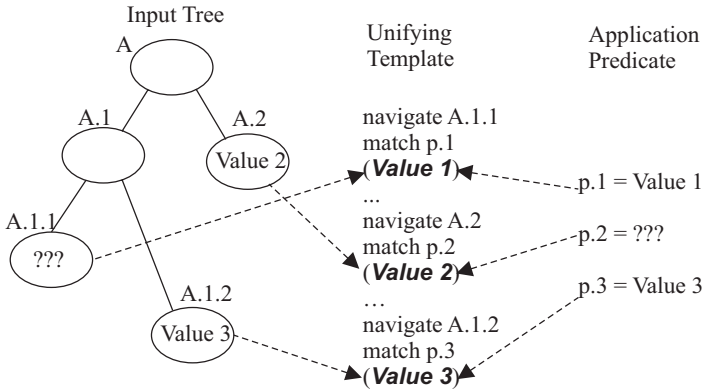 Input Tree
A
A.1
A.2
Value 2
A.1.1
???
A.1.2
Value 3
Unifying
Template
navigate A.1.1
match p.1
(Value 1)
...
navigate A.2
match p.2
(Value 2)
...
navigate A.1.2
match p.3
(Value 3)
Application
Predicate
p.1 = Value 1
p.2 = ???
p.3 = Value 3